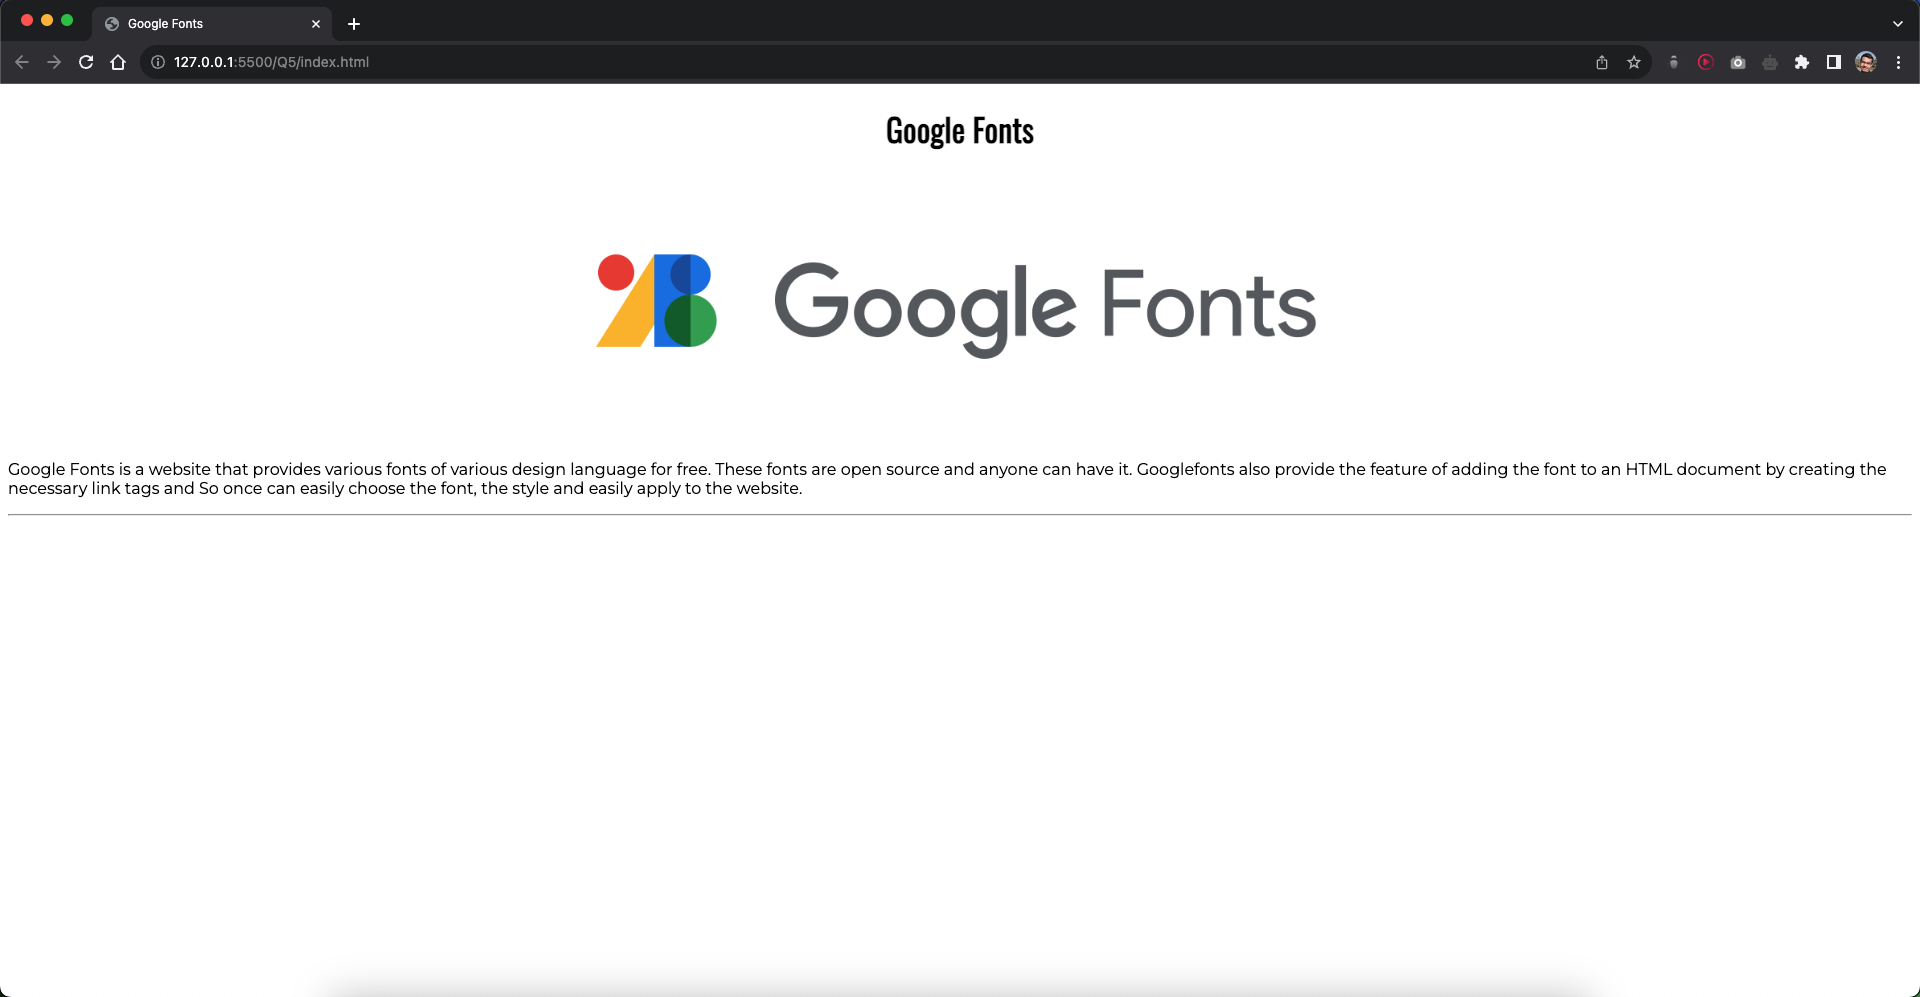 Google Fonts
127.0.0.1:5500/Q5/index.html
Google Fonts
Google Fonts
Google Fonts is a website that provides various fonts of various design language for free. These fonts are open source and anyone can have it. Googlefonts also provide the feature of adding the font to an HTML document by creating the
necessary link tags and So once can easily choose the font, the style and easily apply to the website.